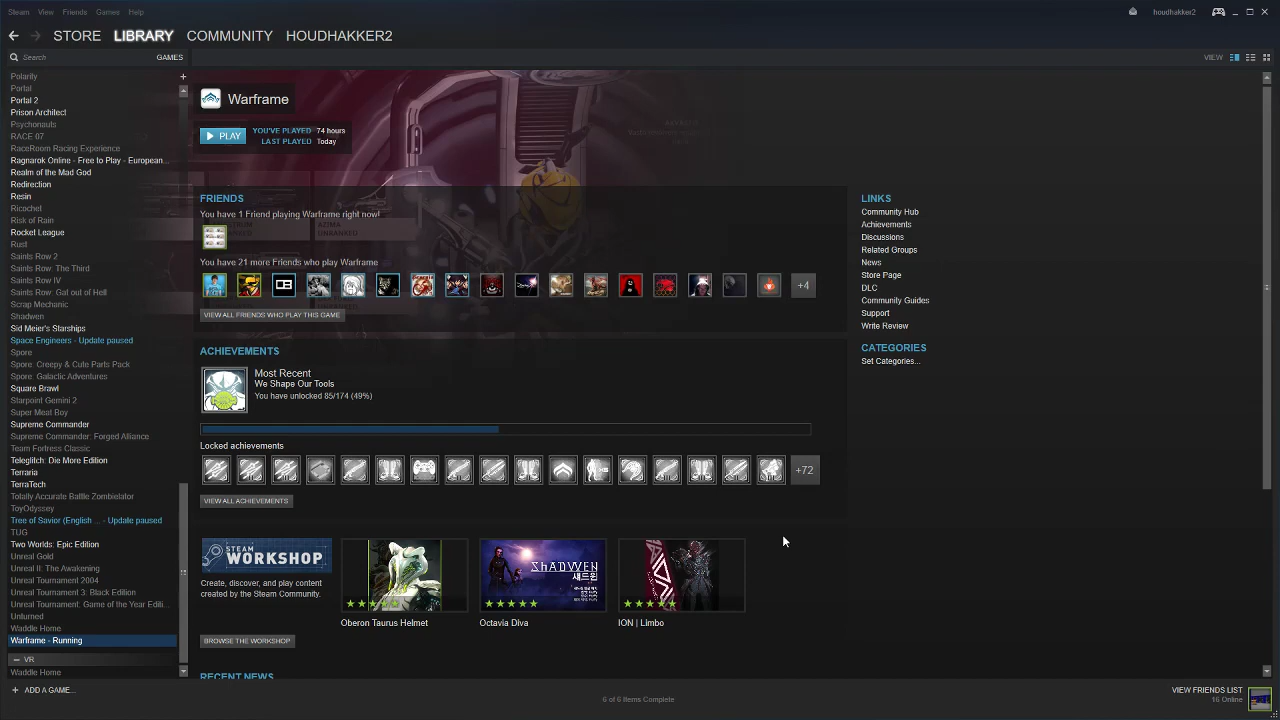 Steam View Friends Games Help
houdhakker2
STORE LIBRARY COMMUNITY HOUDHAKKER2
Search GAMES
VIEW
Polarity
Portal
Portal 2
Prison Architect
Psychonauts
RACE 07
RaceRoom Racing Experience
Ragnarok Online - Free to Play - European...
Realm of the Mad God
Redirection
Resin
Ricochet
Risk of Rain
Rocket League
Rust
Saints Row 2
Saints Row: The Third
Saints Row IV
Saints Row: Gat out of Hell
Scrap Mechanic
Shadwen
Sid Meier's Starships
Space Engineers - Update paused
Spore
Spore: Creepy & Cute Parts Pack
Spore: Galactic Adventures
Square Brawl
Starpoint Gemini 2
Super Meat Boy
Supreme Commander
Supreme Commander: Forged Alliance
Team Fortress Classic
Teleglitch: Die More Edition
Terraria
TerraTech
Totally Accurate Battle Zombielator
ToyOdyssey
Tree of Savior (English ... - Update paused
TUG
Two Worlds: Epic Edition
Unreal Gold
Unreal II: The Awakening
Unreal Tournament 2004
Unreal Tournament 3: Black Edition
Unreal Tournament: Game of the Year Editi...
Unturned
Waddle Home
Warframe - Running
VR
Waddle Home
ADD A GAME...
Warframe
PLAY
YOU'VE PLAYED 74 hours
LAST PLAYED Today
FRIENDS
You have 1 Friend playing Warframe right now!
AZIMA
UNRANKED
You have 21 more Friends who play Warframe
+4
VIEW ALL FRIENDS WHO PLAY THIS GAME
ACHIEVEMENTS
Most Recent
We Shape Our Tools
You have unlocked 85/174 (49%)
Locked achievements
+72
VIEW ALL ACHIEVEMENTS
STEAM WORKSHOP
Create, discover, and play content
created by the Steam Community.
BROWSE THE WORKSHOP
Oberon Taurus Helmet
SHADWEN
섀드웬
Octavia Diva
ION | Limbo
RECENT NEWS
LINKS
Community Hub
Achievements
Discussions
Related Groups
News
Store Page
DLC
Community Guides
Support
Write Review
CATEGORIES
Set Categories...
6 of 6 Items Complete
VIEW FRIENDS LIST
16 Online